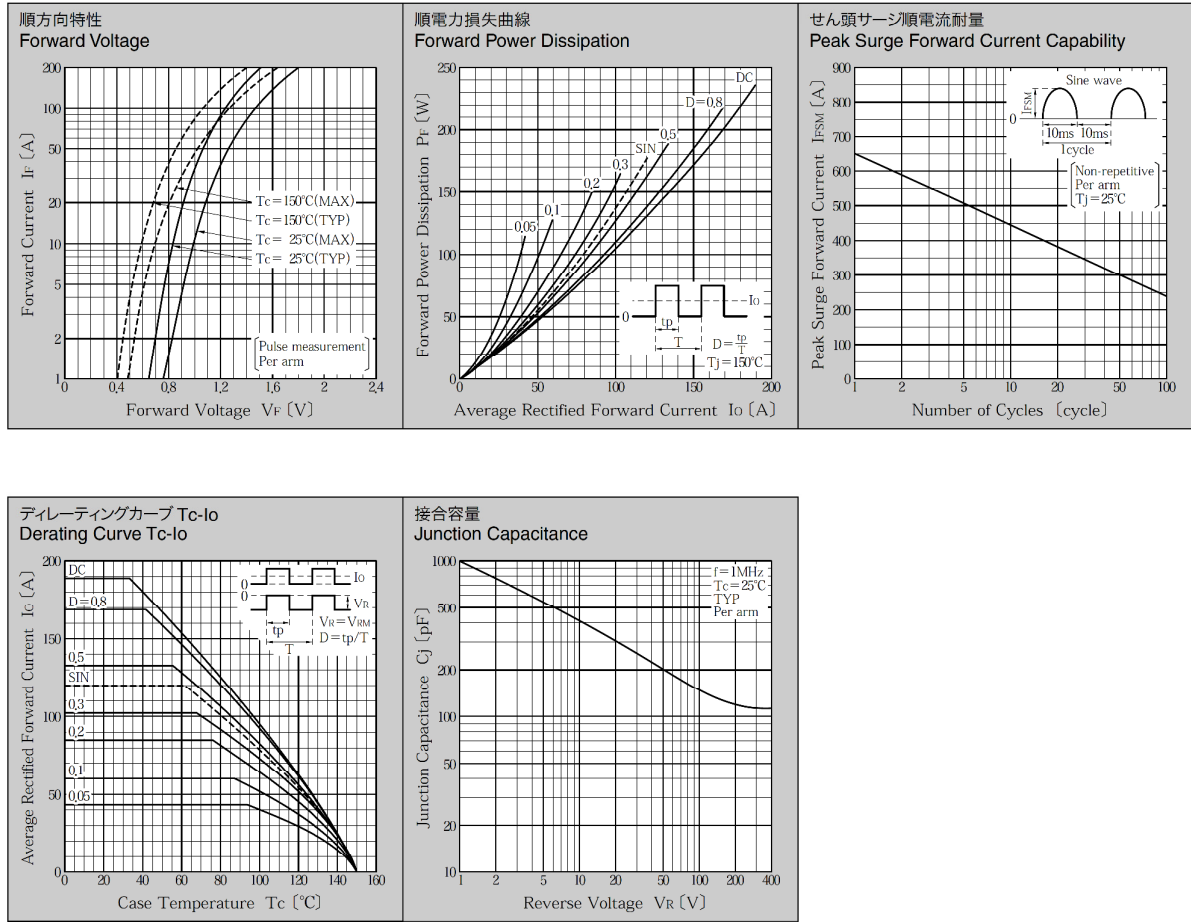 順方向特性
Forward Voltage
200
100
50
20
10
5
2
1
0
0.4
0.8
1.2
1.6
2
2.4
Forward Current IF〔A〕
Tc=150℃(MAX)
Tc=150℃(TYP)
Tc= 25℃(MAX)
Tc= 25℃(TYP)
Pulse measurement
Per arm
Forward Voltage VF〔V〕
順電力損失曲線
Forward Power Dissipation
250
200
150
100
50
0
0
50
100
150
200
Forward Power Dissipation PF〔W〕
DC
D=0.8
0.5
SIN
0.3
0.2
0.1
0.05
0
Io
tp
T
D=tp/T
Tj=150℃
Average Rectified Forward Current Io〔A〕
せん頭サージ順電流耐量
Peak Surge Forward Current Capability
900
800
700
600
500
400
300
200
100
0
1
2
5
10
20
50
100
Peak Surge Forward Current IFSM〔A〕
Sine wave
IFSM
0
10ms
10ms
1cycle
Non-repetitive
Per arm
Tj=25℃
Number of Cycles 〔cycle〕
ディレーティングカーブ Tc-Io
Derating Curve Tc-Io
200
150
100
50
0
0
20
40
60
80
100
120
140
160
Average Rectified Forward Current Io〔A〕
DC
D=0.8
0.5
SIN
0.3
0.2
0.1
0.05
0
Io
0
VR
tp
T
VR=VRM
D=tp/T
Case Temperature Tc〔℃〕
接合容量
Junction Capacitance
1000
500
200
100
50
20
10
1
2
5
10
20
50
100
200
400
Junction Capacitance Cj〔pF〕
f=1MHz
Tc=25℃
TYP
Per arm
Reverse Voltage VR〔V〕